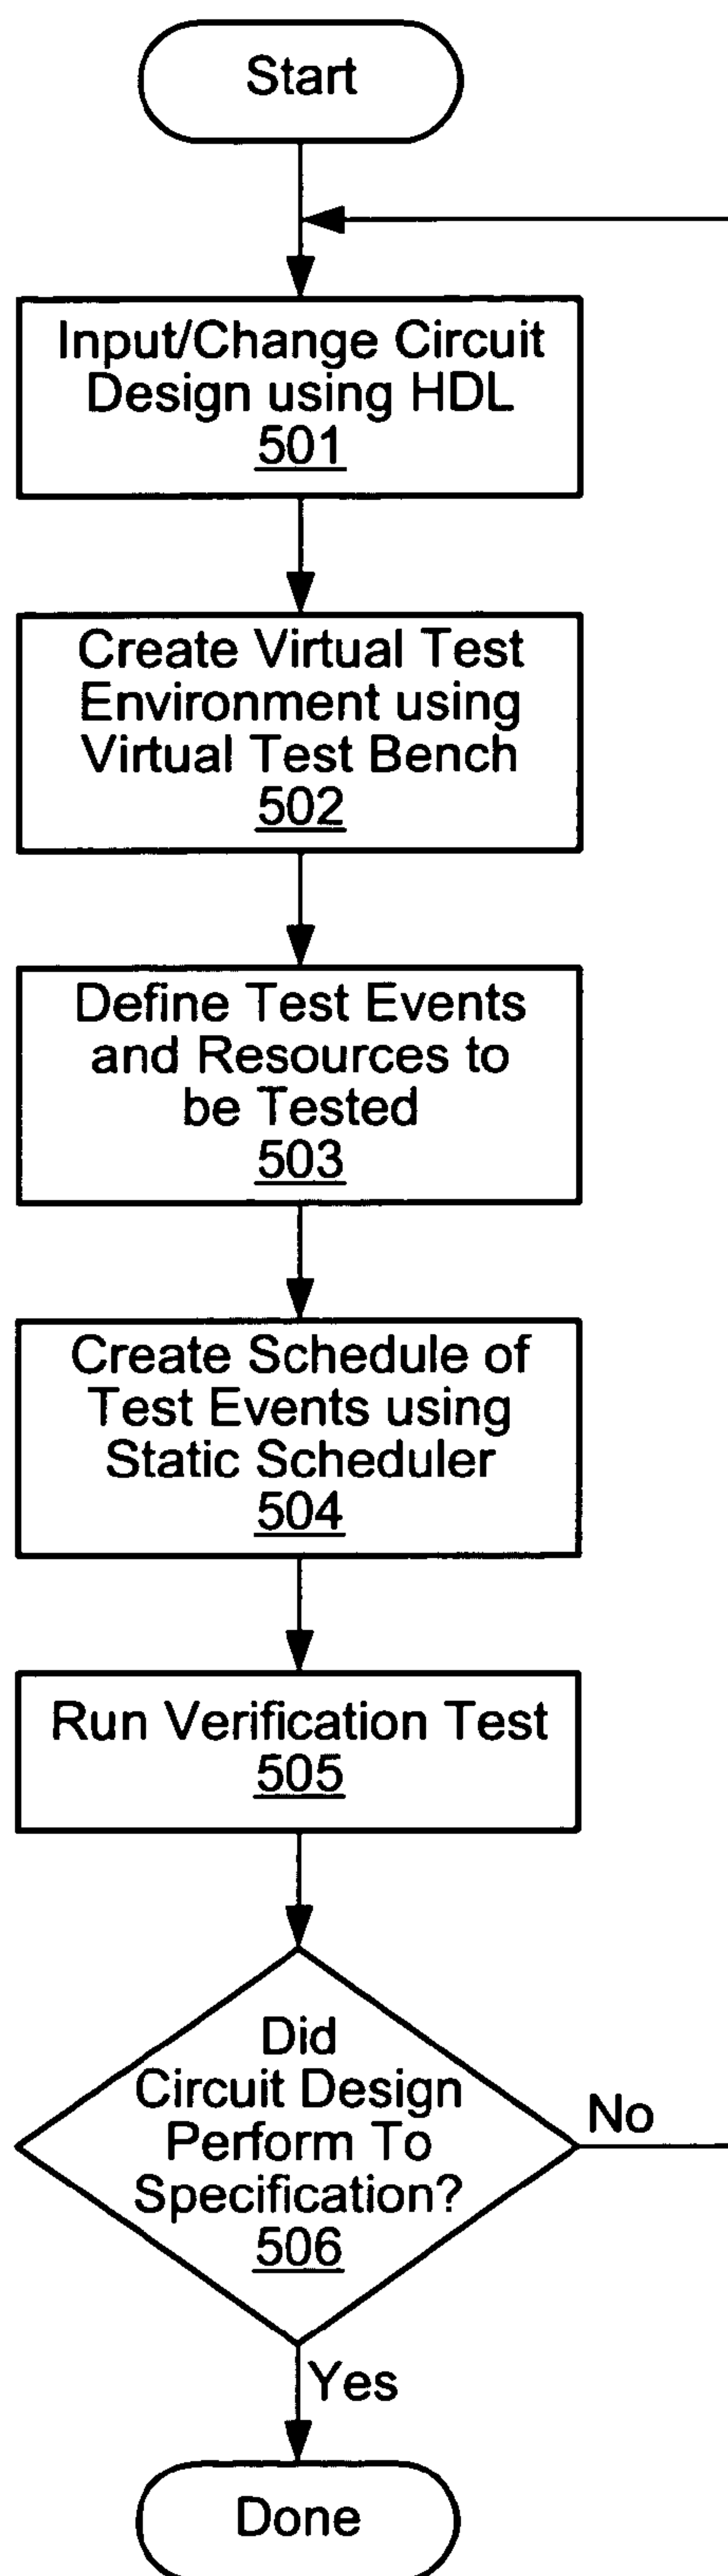 Start
Input/Change Circuit
Design using HDL
501
Create Virtual Test
Environment using
Virtual Test Bench
502
Define Test Events
and Resources to
be Tested
503
Create Schedule of
Test Events using
Static Scheduler
504
Run Verification Test
505
Did
Circuit Design
Perform To
Specification?
506
No
Yes
Done